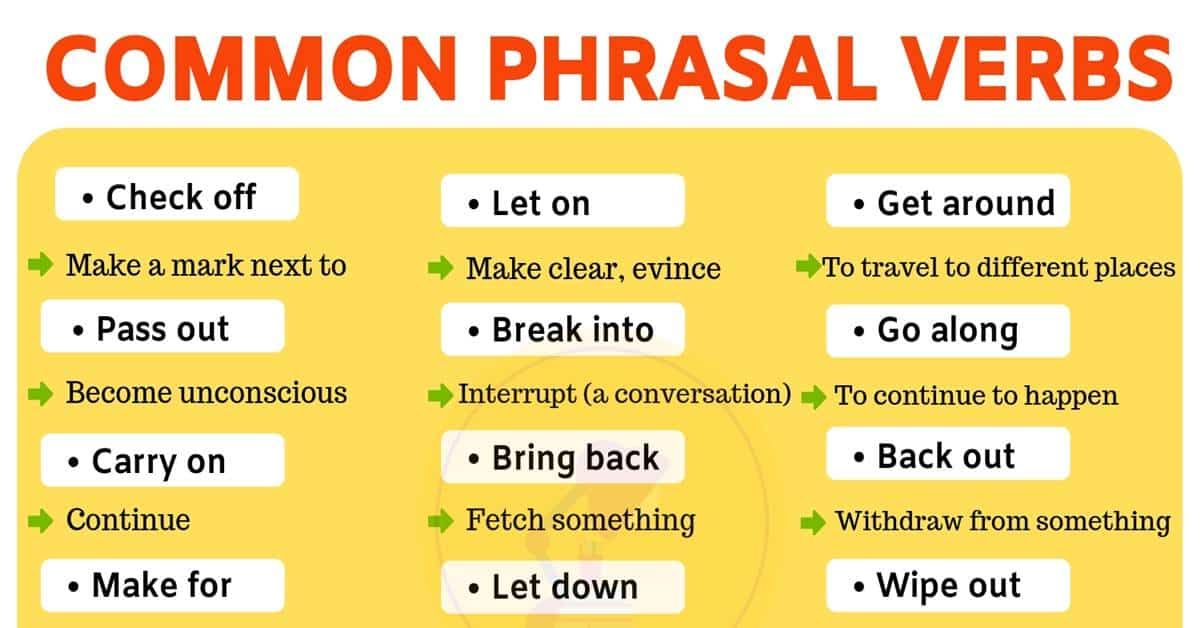 COMMON PHRASAL VERBS
• Check off
➡ Make a mark next to
• Pass out
➡ Become unconscious
• Carry on
➡ Continue
• Make for
• Let on
➡ Make clear, evince
• Break into
➡ Interrupt (a conversation)
• Bring back
➡ Fetch something
• Let down
• Get around
➡ To travel to different places
• Go along
➡ To continue to happen
• Back out
➡ Withdraw from something
• Wipe out